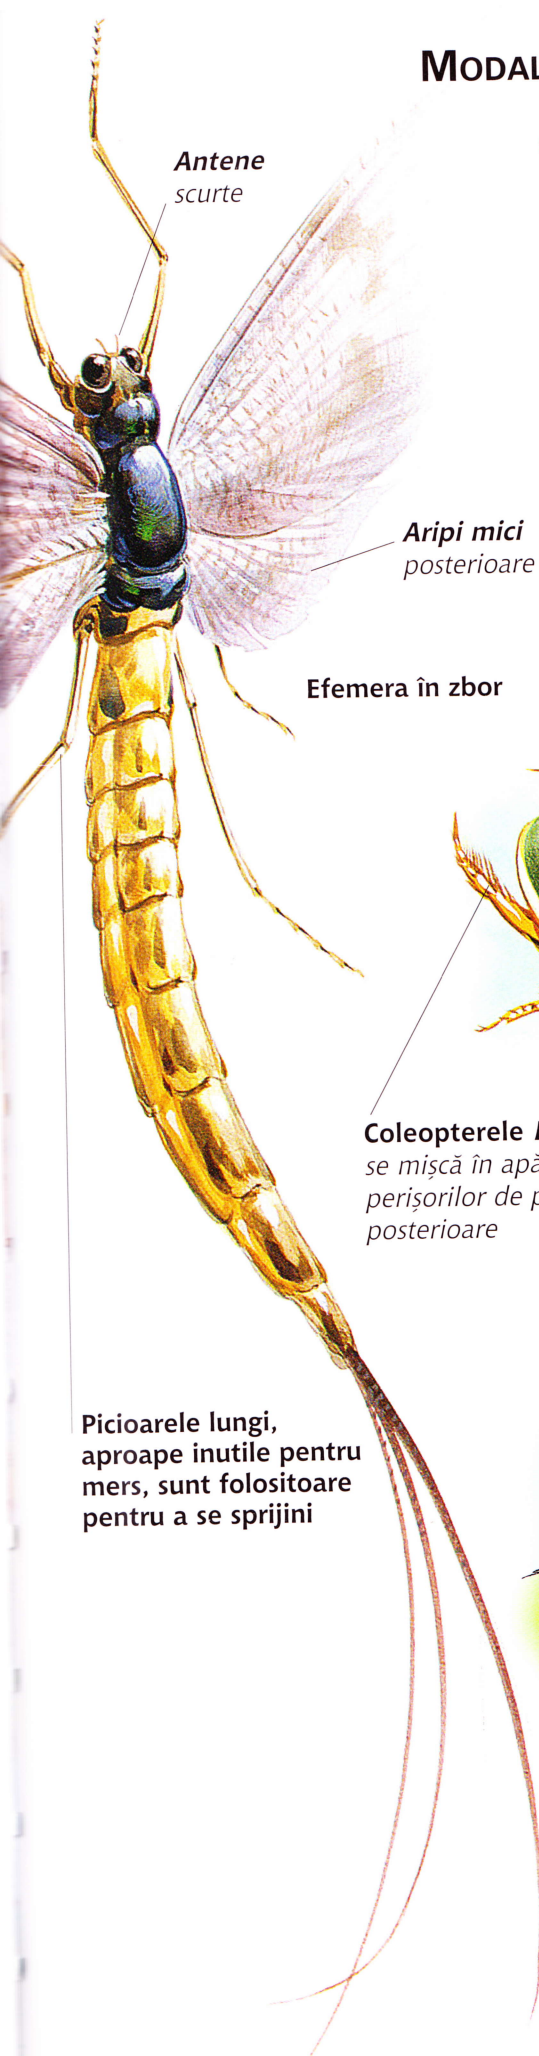 MODAL
Antene
scurte
Aripi mici
posterioare
Efemera în zbor
Coleopterele
se mișcă în apă
perișorilor de p
posterioare
Picioarele lungi,
aproape inutile pentru
mers, sunt folositoare
pentru a se sprijini